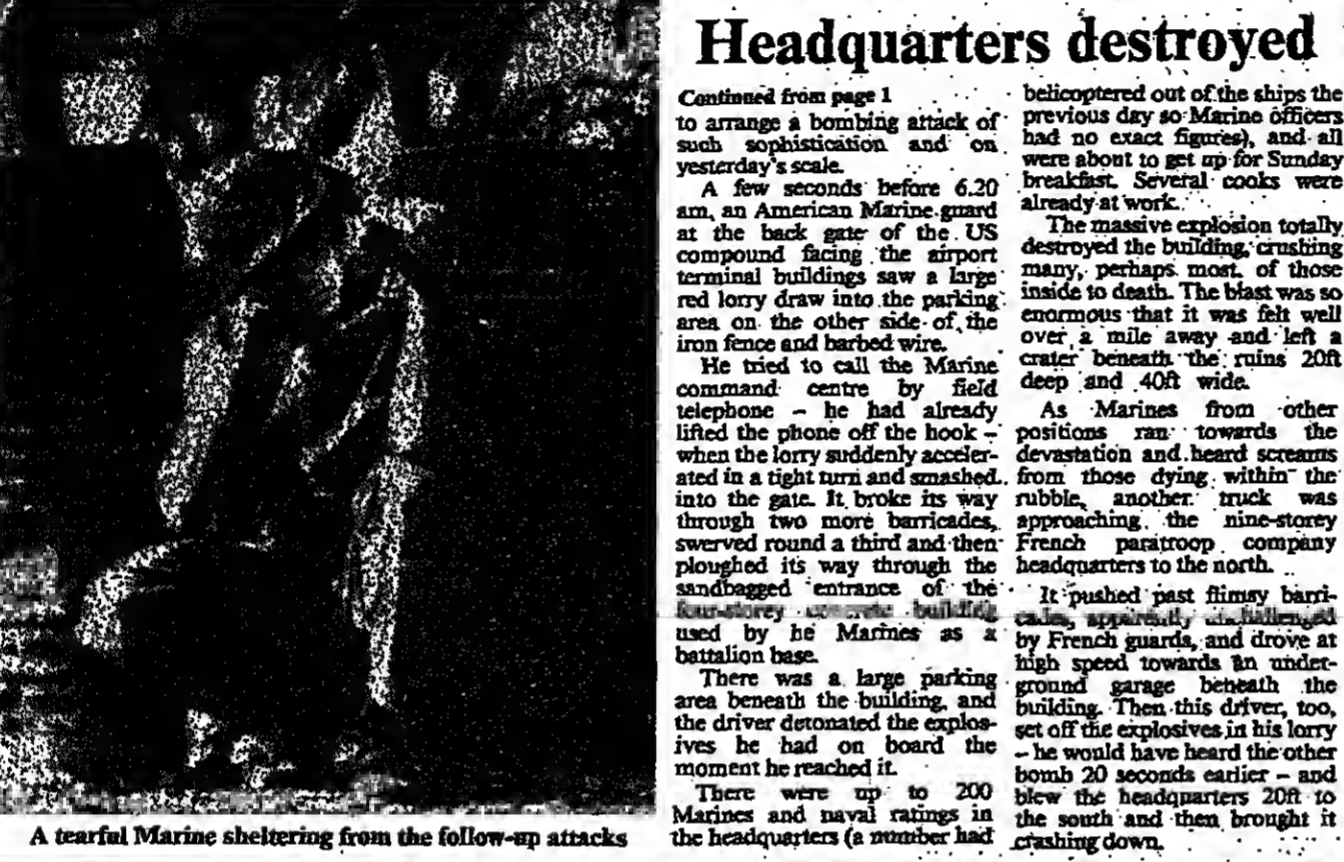 Headquarters destroyed
Continued from page 1
to arrange a bombing attack of
such sophistication and on
yesterday's scale.
A few seconds before 6.20
am, an American Marine guard
at the back gate of the US
compound facing the airport
terminal buildings saw a large
red lorry draw into the parking
area on the other side of the
iron fence and barbed wire.
He tried to call the Marine
command centre by field
telephone – he had already
lifted the phone off the hook –
when the lorry suddenly acceler-
ated in a tight turn and smashed
into the gate. It broke its way
through two more barricades,
swerved round a third and then
ploughed its way through the
sandbagged entrance of the
four-storey concrete building
used by he Marines as a
battalion base.
There was a large parking
area beneath the building, and
the driver detonated the explos-
ives he had on board the
moment he reached it.
There were up to 200
Marines and naval ratings in
the headquarters (a number had
helicoptered out of the ships the
previous day so Marine officers
had no exact figures), and all
were about to get up for Sunday
breakfast. Several cooks were
already at work.
The massive explosion totally
destroyed the building, crushing
many, perhaps most, of those
inside to death. The blast was so
enormous that it was felt well
over a mile away and left a
crater beneath the ruins 20ft
deep and 40ft wide.
As Marines from other
positions ran towards the
devastation and heard screams
from those dying within the
rubble, another truck was
approaching the nine-storey
French paratroop company
headquarters to the north.
It pushed past flimsy barri-
cades, apparently unchallenged
by French guards, and drove at
high speed towards an under-
ground garage beneath the
building. Then this driver, too,
set off the explosives in his lorry
– he would have heard the other
bomb 20 seconds earlier – and
blew the headquarters 20ft to
the south and then brought it
crashing down.
A tearful Marine sheltering from the follow-up attacks